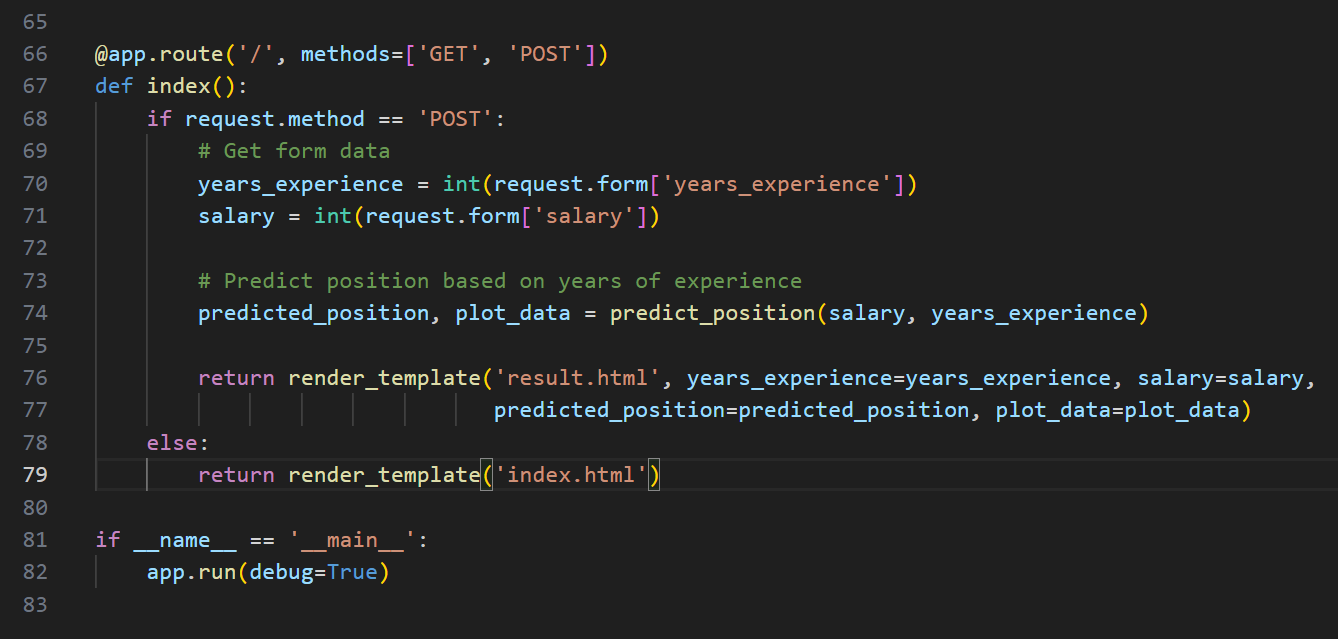 65
66 @app.route('/', methods=['GET', 'POST'])
67 def index():
68     if request.method == 'POST':
69         # Get form data
70         years_experience = int(request.form['years_experience'])
71         salary = int(request.form['salary'])
72
73         # Predict position based on years of experience
74         predicted_position, plot_data = predict_position(salary, years_experience)
75
76         return render_template('result.html', years_experience=years_experience, salary=salary,
77                                predicted_position=predicted_position, plot_data=plot_data)
78     else:
79         return render_template('index.html')
80
81 if __name__ == '__main__':
82     app.run(debug=True)
83